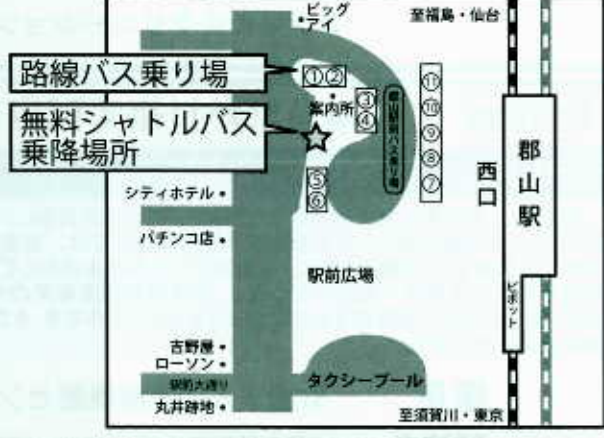 ビッグ
アイ
至福島・仙台
路線バス乗り場
①②
案内所
③
④
郡山駅前バス乗り場
⑪
⑩
⑨
⑧
⑦
無料シャトルバス
乗降場所
⑤
⑥
西口
郡山駅
シティホテル
パチンコ店
駅前広場
ピボット
吉野屋
ローソン
駅前大通り
タクシープール
丸井跡地
至須賀川・東京